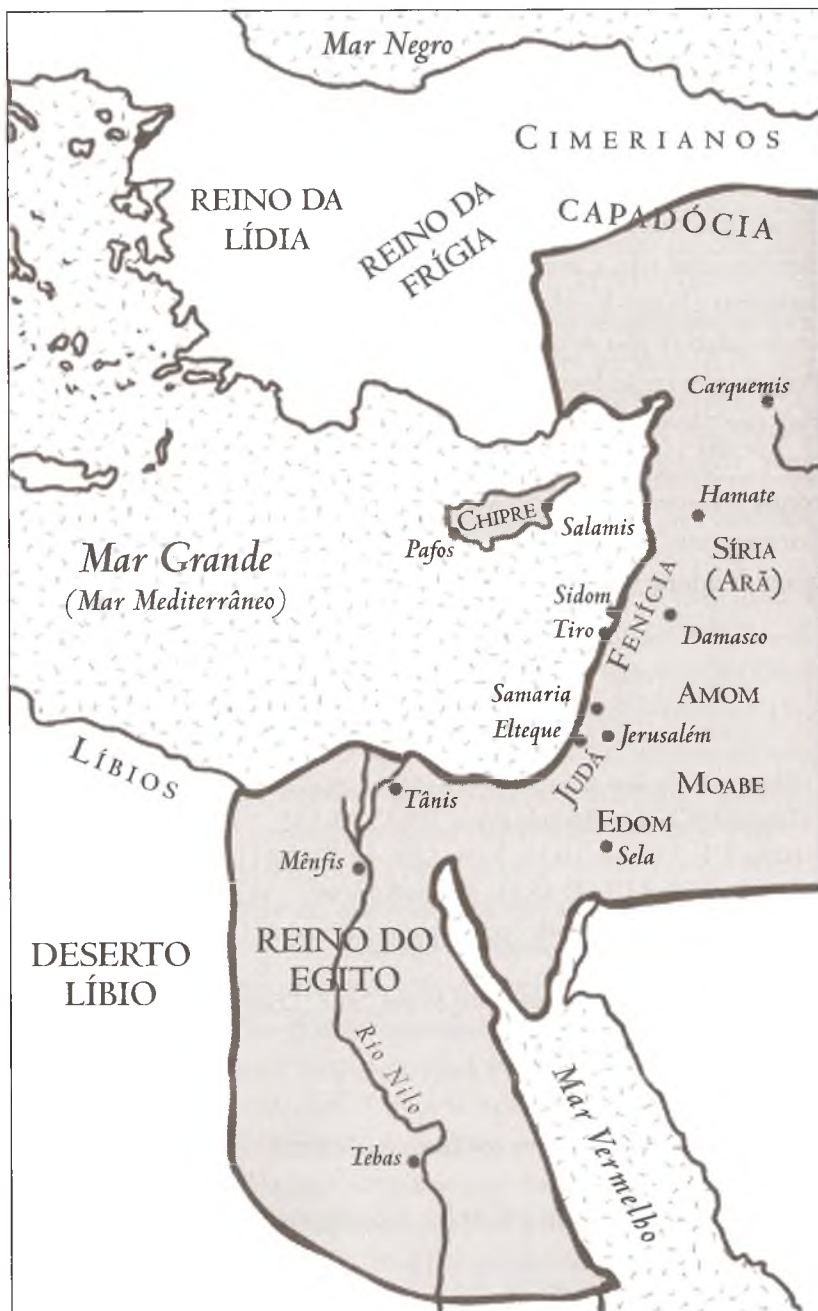 Mar Negro
CIMERIANOS
CAPADÓCIA
REINO DA
LÍDIA
REINO DA
FRÍGIA
Carquemis
Hamate
CHIPRE
Salamis
Pafos
SÍRIA
(ARÃ)
Mar Grande
(Mar Mediterrâneo)
FENÍCIA
Sidom
Tiro
Damasco
Samaria
AMOM
Elteque
Jerusalém
LÍBIOS
JUDÁ
MOABE
Tânis
EDOM
Sela
Mênfis
DESERTO
LÍBIO
REINO DO
EGITO
Rio Nilo
Mar Vermelho
Tebas